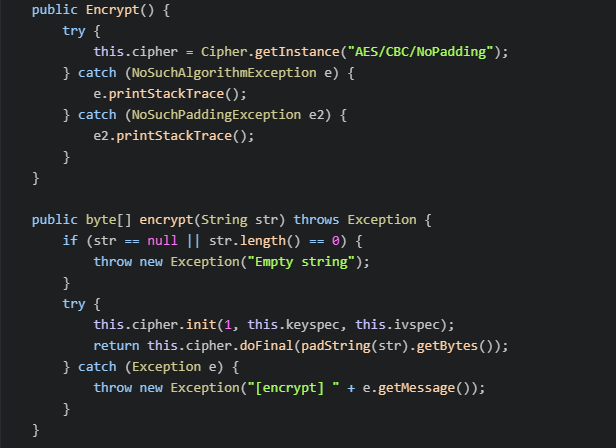 public Encrypt() {
    try {
        this.cipher = Cipher.getInstance("AES/CBC/NoPadding");
    } catch (NoSuchAlgorithmException e) {
        e.printStackTrace();
    } catch (NoSuchPaddingException e2) {
        e2.printStackTrace();
    }
}

public byte[] encrypt(String str) throws Exception {
    if (str == null || str.length() == 0) {
        throw new Exception("Empty string");
    }
    try {
        this.cipher.init(1, this.keyspec, this.ivspec);
        return this.cipher.doFinal(padString(str).getBytes());
    } catch (Exception e) {
        throw new Exception("[encrypt] " + e.getMessage());
    }
}